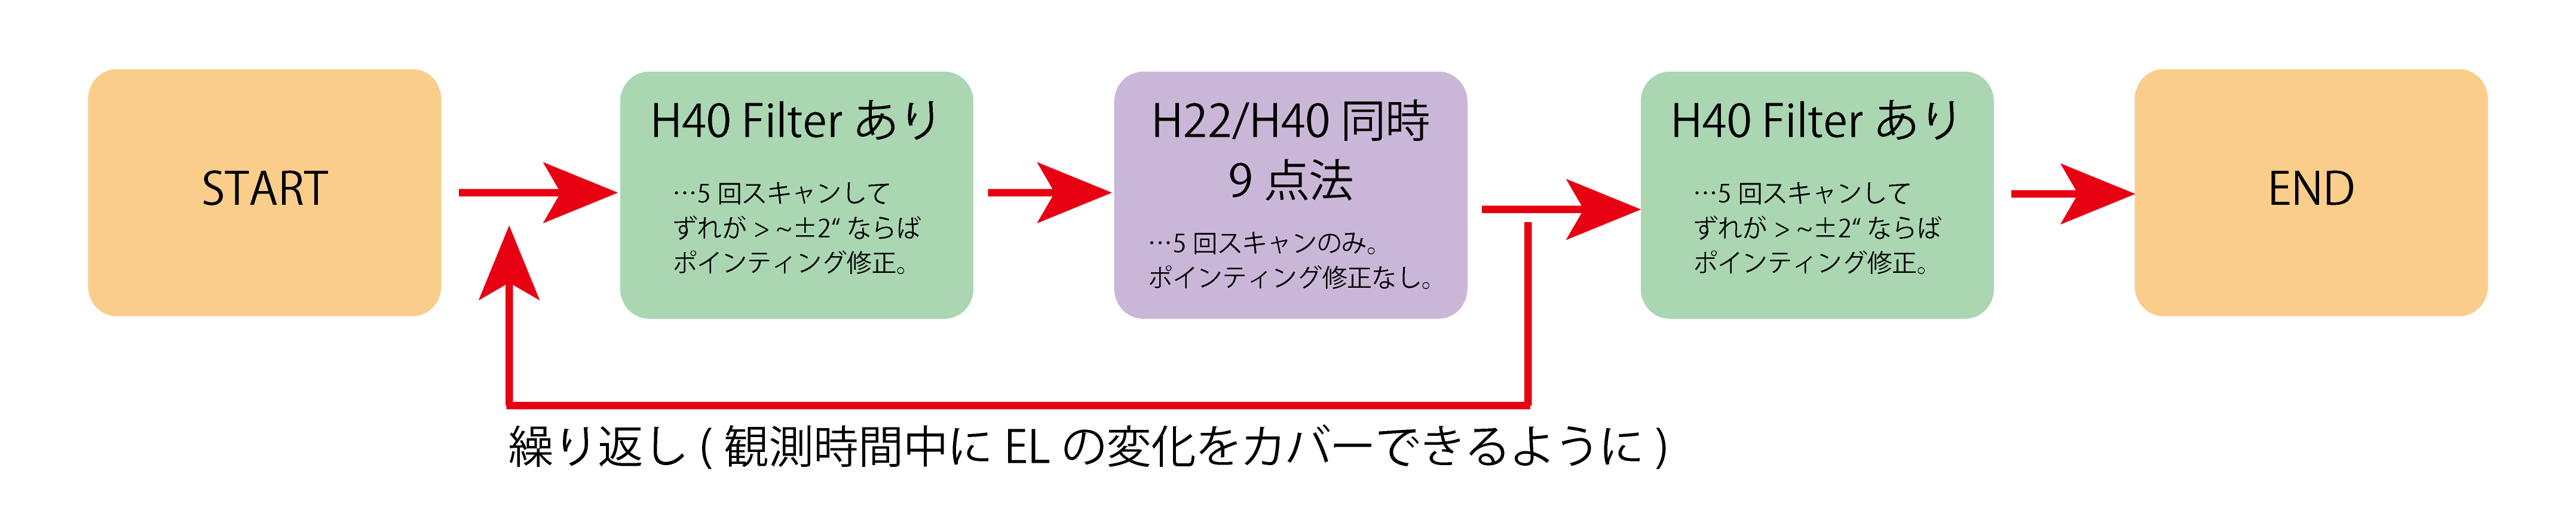 START
H40 Filter あり
…5 回スキャンして
ずれが > ~±2“ ならば
ポインティング修正。
H22/H40 同時
9 点法
…5 回スキャンのみ。
ポインティング修正なし。
H40 Filter あり
…5 回スキャンして
ずれが > ~±2“ ならば
ポインティング修正。
END
繰り返し ( 観測時間中に EL の変化をカバーできるように )